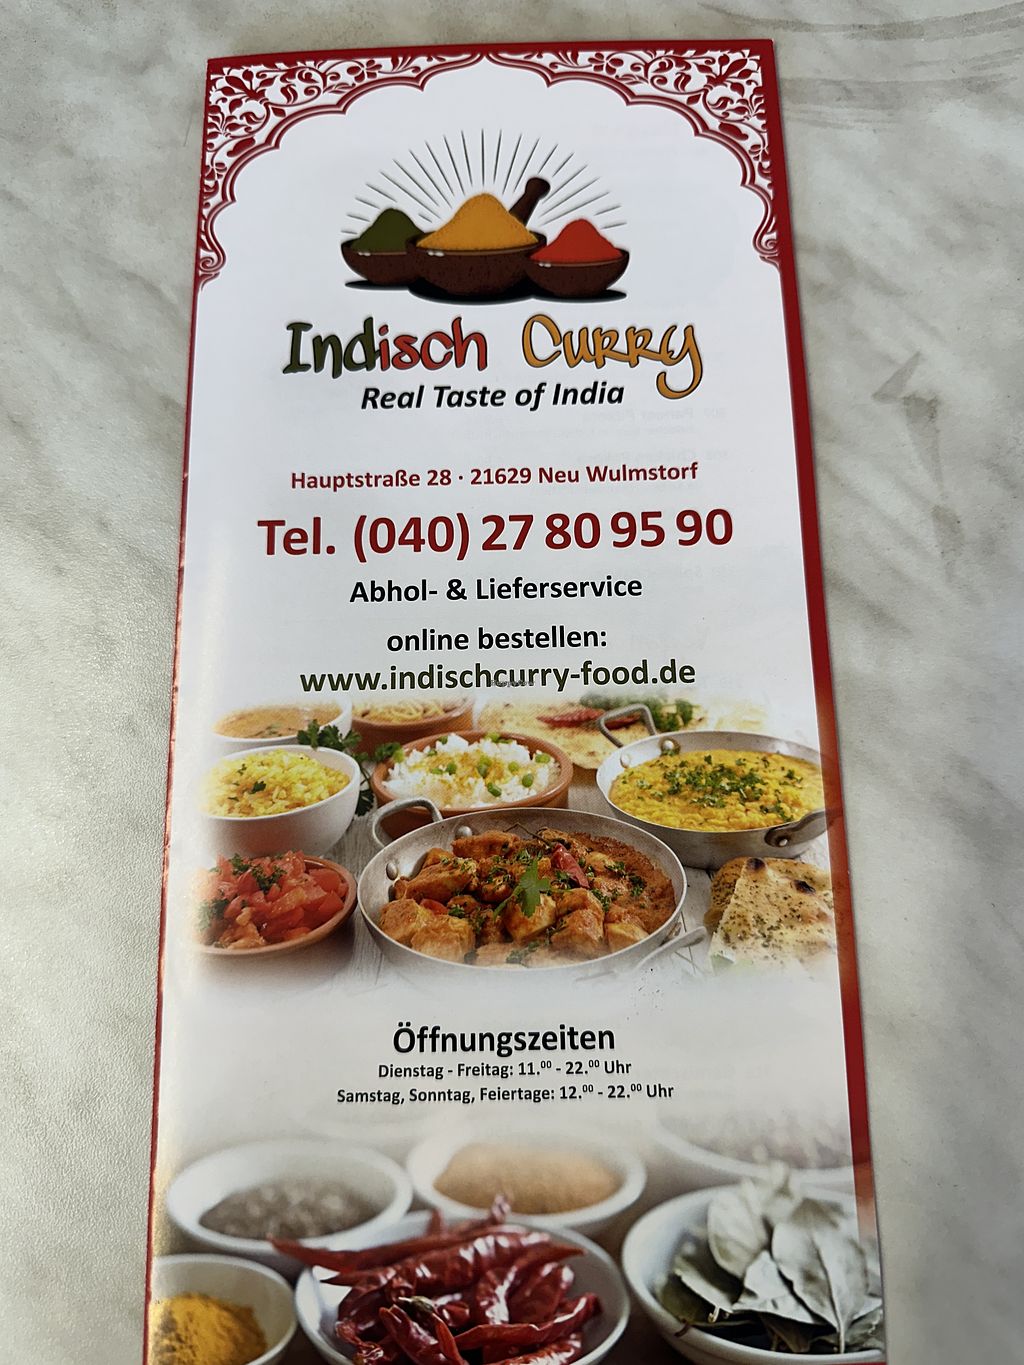 Indisch Curry
Real Taste of India
Hauptstraße 28 · 21629 Neu Wulmstorf
Tel. (040) 27 80 95 90
Abhol- & Lieferservice
online bestellen:
www.indischcurry-food.de
Öffnungszeiten
Dienstag - Freitag: 11.⁰⁰ - 22.⁰⁰ Uhr
Samstag, Sonntag, Feiertage: 12.⁰⁰ - 22.⁰⁰ Uhr